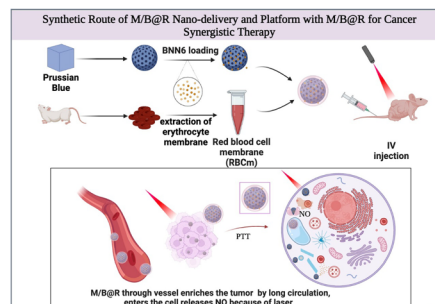 Synthetic Route of M/B@R Nano-delivery and Platform with M/B@R for Cancer
Synergistic Therapy
BNN6 loading
Prussian
Blue
extraction of
erythrocyte
membrane
Red blood cell
membrane
(RBCm)
IV
injection
NO
PTT
M/B@R through vessel enriches the tumor by long circulation,
enters the cell releases NO because of laser